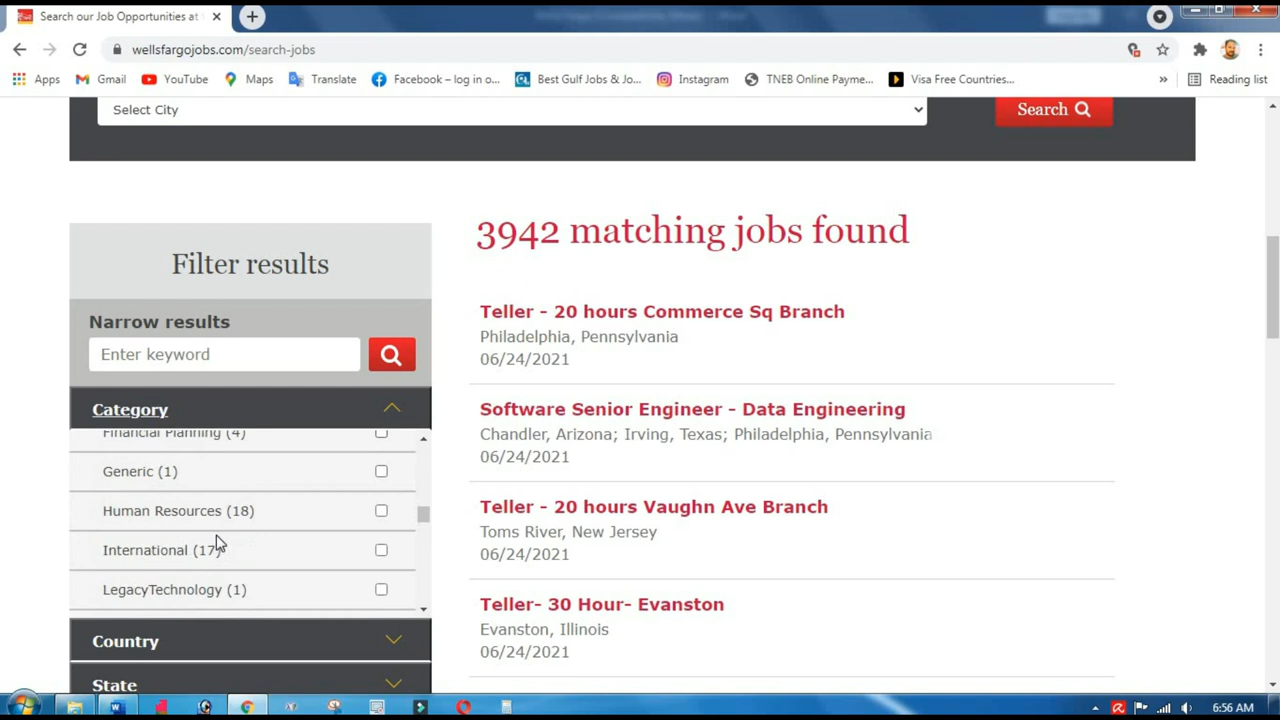 Search our Job Opportunities at
wellsfargojobs.com/search-jobs
Apps Gmail YouTube Maps Translate Facebook – log in o... Best Gulf Jobs & Jo... Instagram TNEB Online Payme... Visa Free Countries... » Reading list
Select City
Search
Filter results
Narrow results
Enter keyword
Category
Financial Planning (4)
Generic (1)
Human Resources (18)
International (17)
LegacyTechnology (1)
Country
State
3942 matching jobs found
Teller - 20 hours Commerce Sq Branch
Philadelphia, Pennsylvania
06/24/2021
Software Senior Engineer - Data Engineering
Chandler, Arizona; Irving, Texas; Philadelphia, Pennsylvania
06/24/2021
Teller - 20 hours Vaughn Ave Branch
Toms River, New Jersey
06/24/2021
Teller- 30 Hour- Evanston
Evanston, Illinois
06/24/2021
6:56 AM